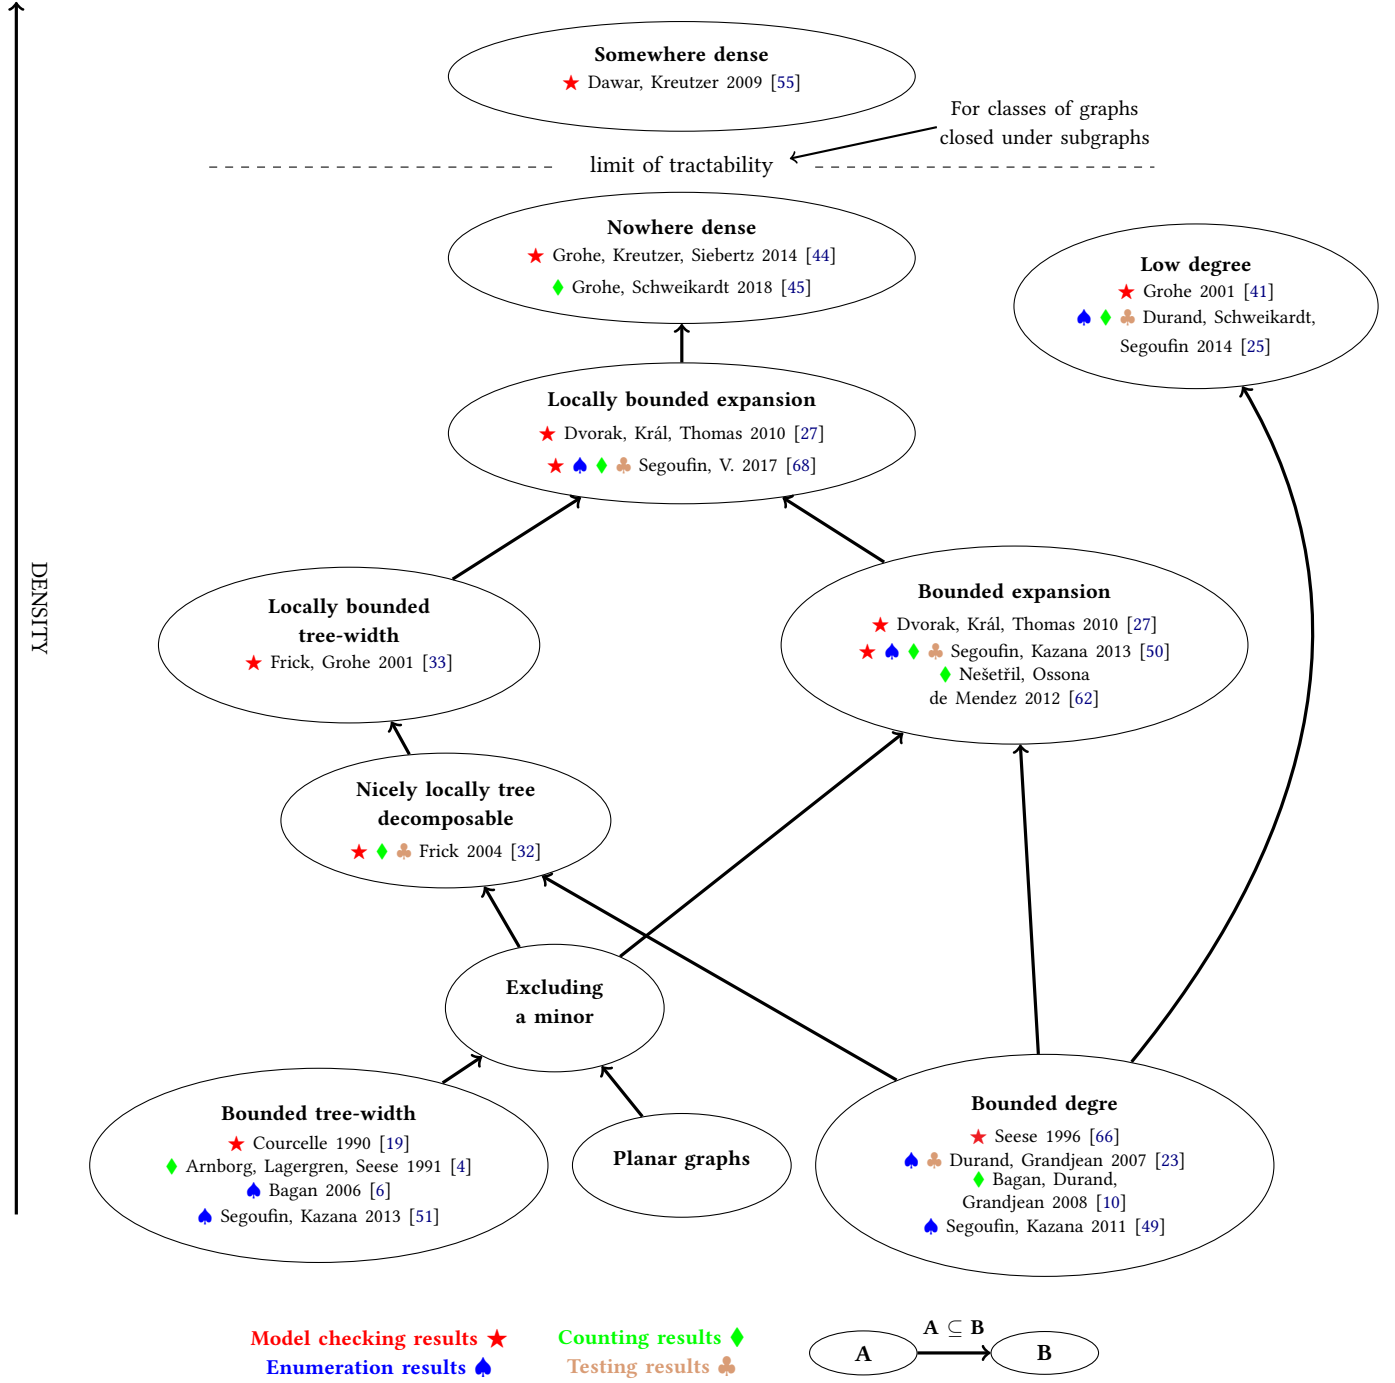 Somewhere dense
★ Dawar, Kreutzer 2009 [55]
For classes of graphs
closed under subgraphs
limit of tractability
Nowhere dense
★ Grohe, Kreutzer, Siebertz 2014 [44]
♦ Grohe, Schweikardt 2018 [45]
Low degree
★ Grohe 2001 [41]
♠ ♦ ♣ Durand, Schweikardt,
Segoufin 2014 [25]
Locally bounded expansion
★ Dvorak, Král, Thomas 2010 [27]
★ ♠ ♦ ♣ Segoufin, V. 2017 [68]
DENSITY
Locally bounded
tree-width
★ Frick, Grohe 2001 [33]
Bounded expansion
★ Dvorak, Král, Thomas 2010 [27]
★ ♠ ♦ ♣ Segoufin, Kazana 2013 [50]
♦ Nešetřil, Ossona
de Mendez 2012 [62]
Nicely locally tree
decomposable
★ ♦ ♣ Frick 2004 [32]
Excluding
a minor
Bounded tree-width
★ Courcelle 1990 [19]
♦ Arnborg, Lagergren, Seese 1991 [4]
♠ Bagan 2006 [6]
♠ Segoufin, Kazana 2013 [51]
Planar graphs
Bounded degre
★ Seese 1996 [66]
♠ ♣ Durand, Grandjean 2007 [23]
♦ Bagan, Durand,
Grandjean 2008 [10]
♠ Segoufin, Kazana 2011 [49]
Model checking results ★
Enumeration results ♠
Counting results ♦
Testing results ♣
A ⊆ B
A
B